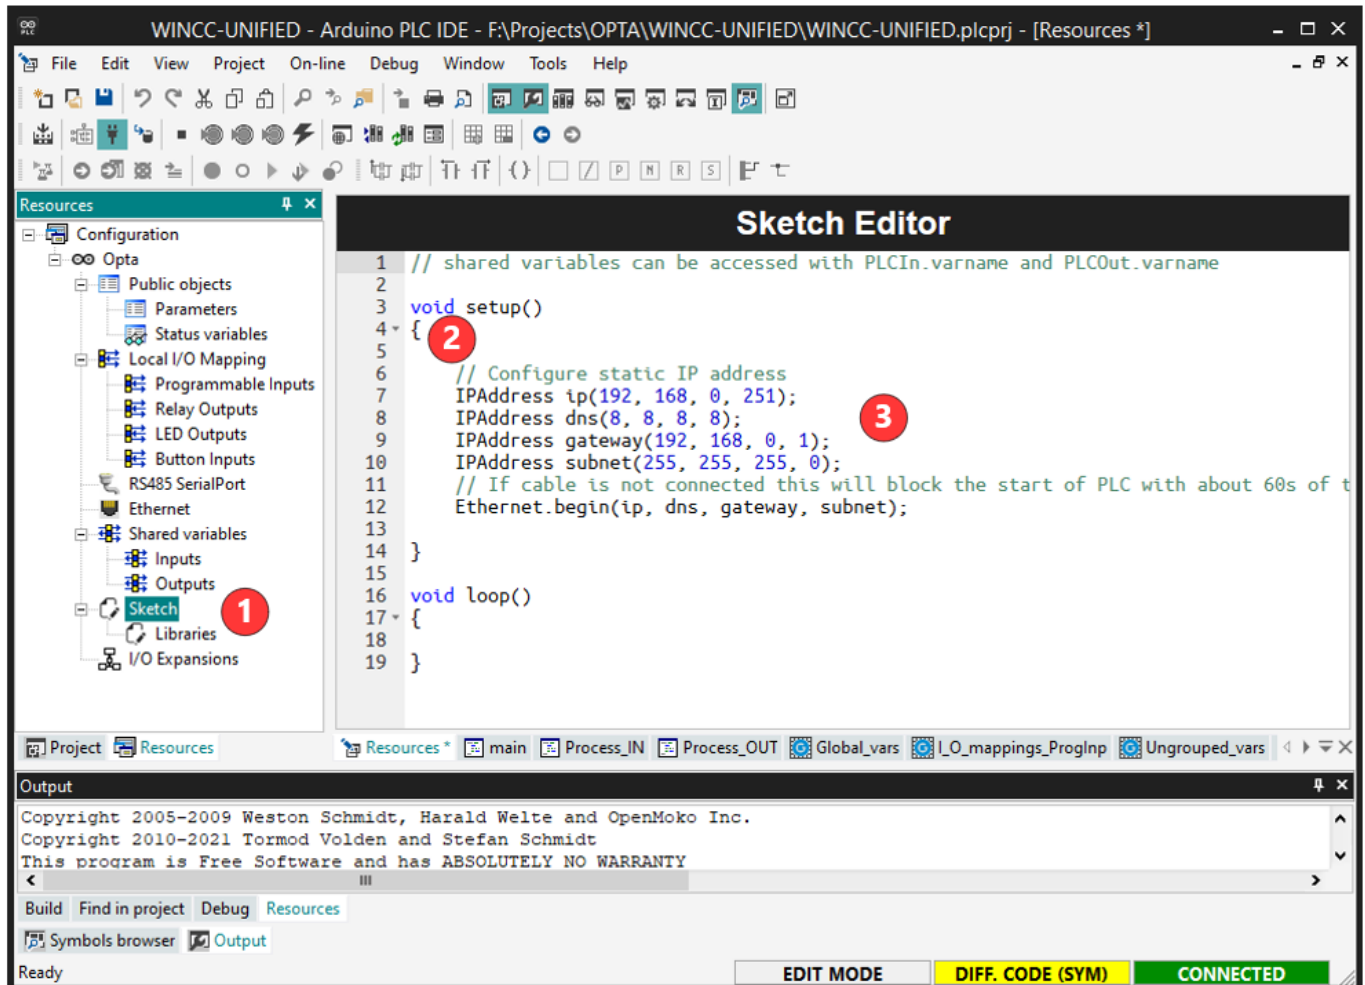 WINCC-UNIFIED - Arduino PLC IDE - F:\Projects\OPTA\WINCC-UNIFIED\WINCC-UNIFIED.plcprj - [Resources *]
File Edit View Project On-line Debug Window Tools Help
P N R S
Resources
Configuration
Opta
Public objects
Parameters
Status variables
Local I/O Mapping
Programmable Inputs
Relay Outputs
LED Outputs
Button Inputs
RS485 SerialPort
Ethernet
Shared variables
Inputs
Outputs
Sketch
1
Libraries
I/O Expansions
Project Resources
Sketch Editor
1 // shared variables can be accessed with PLCIn.varname and PLCOut.varname
2
3 void setup()
4 {
2
5
6 // Configure static IP address
7 IPAddress ip(192, 168, 0, 251);
8 IPAddress dns(8, 8, 8, 8);
3
9 IPAddress gateway(192, 168, 0, 1);
10 IPAddress subnet(255, 255, 255, 0);
11 // If cable is not connected this will block the start of PLC with about 60s of t
12 Ethernet.begin(ip, dns, gateway, subnet);
13
14 }
15
16 void loop()
17 {
18
19 }
Resources * main Process_IN Process_OUT Global_vars I_O_mappings_ProgInp Ungrouped_vars
Output
Copyright 2005-2009 Weston Schmidt, Harald Welte and OpenMoko Inc.
Copyright 2010-2021 Tormod Volden and Stefan Schmidt
This program is Free Software and has ABSOLUTELY NO WARRANTY
Build Find in project Debug Resources
Symbols browser Output
Ready EDIT MODE DIFF. CODE (SYM) CONNECTED